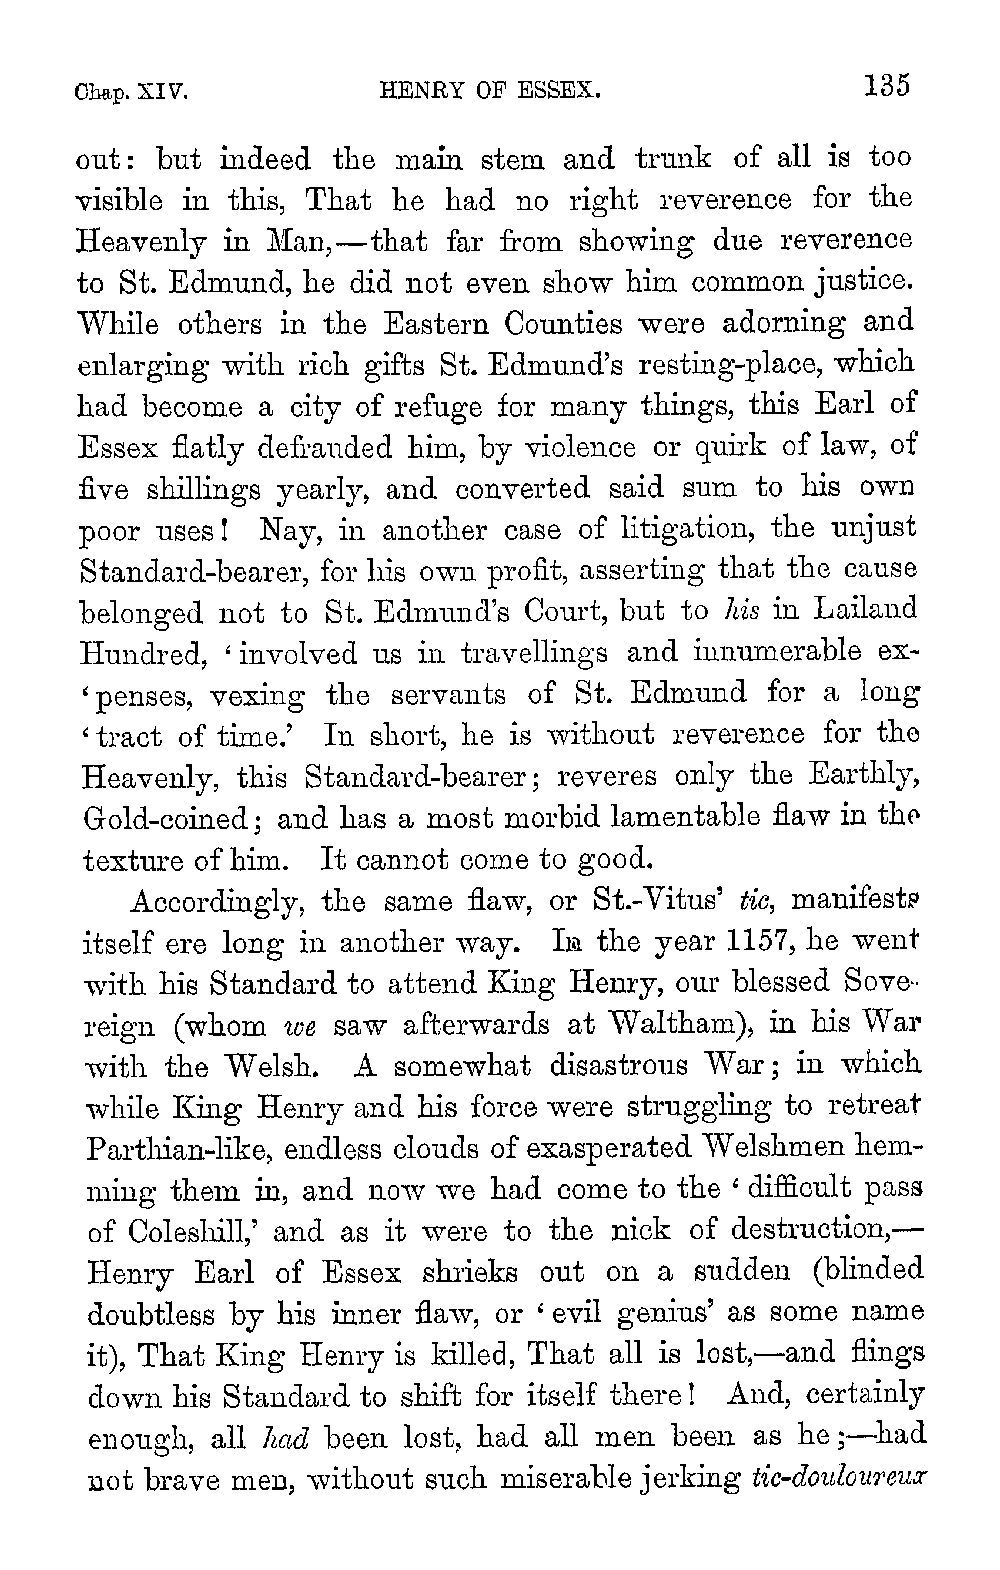 Chap. XIV. HENRY OF ESSEX. 135
out: but indeed the main stem and trunk of all is too
visible in this, That he had no right reverence for the
Heavenly in Man,—that far from showing due reverence
to St. Edmund, he did not even show him common justice.
While others in the Eastern Counties were adorning and
enlarging with rich gifts St. Edmund's resting-place, which
had become a city of refuge for many things, this Earl of
Essex flatly defrauded him, by violence or quirk of law, of
five shillings yearly, and converted said sum to his own
poor uses! Nay, in another case of litigation, the unjust
Standard-bearer, for his own profit, asserting that the cause
belonged not to St. Edmund's Court, but to his in Lailand
Hundred, ‘involved us in travellings and innumerable ex-
‘penses, vexing the servants of St. Edmund for a long
‘tract of time.’ In short, he is without reverence for the
Heavenly, this Standard-bearer; reveres only the Earthly,
Gold-coined; and has a most morbid lamentable flaw in the
texture of him. It cannot come to good.
Accordingly, the same flaw, or St.-Vitus' tic, manifests
itself ere long in another way. In the year 1157, he went
with his Standard to attend King Henry, our blessed Sove-
reign (whom we saw afterwards at Waltham), in his War
with the Welsh. A somewhat disastrous War; in which
while King Henry and his force were struggling to retreat
Parthian-like, endless clouds of exasperated Welshmen hem-
ming them in, and now we had come to the ‘difficult pass
of Coleshill,’ and as it were to the nick of destruction,—
Henry Earl of Essex shrieks out on a sudden (blinded
doubtless by his inner flaw, or ‘evil genius’ as some name
it), That King Henry is killed, That all is lost,—and flings
down his Standard to shift for itself there! And, certainly
enough, all had been lost, had all men been as he;—had
not brave men, without such miserable jerking tic-douloureux